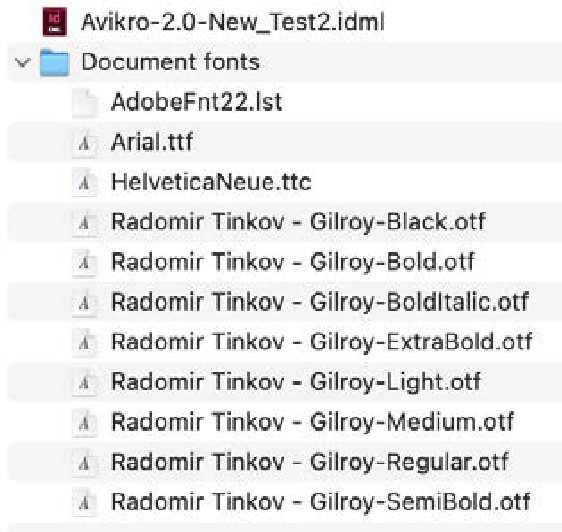 Avikro-2.0-New_Test2.idml
Document fonts
AdobeFnt22.lst
Arial.ttf
HelveticaNeue.ttc
Radomir Tinkov - Gilroy-Black.otf
Radomir Tinkov - Gilroy-Bold.otf
Radomir Tinkov - Gilroy-BoldItalic.otf
Radomir Tinkov - Gilroy-ExtraBold.otf
Radomir Tinkov - Gilroy-Light.otf
Radomir Tinkov - Gilroy-Medium.otf
Radomir Tinkov - Gilroy-Regular.otf
Radomir Tinkov - Gilroy-SemiBold.otf